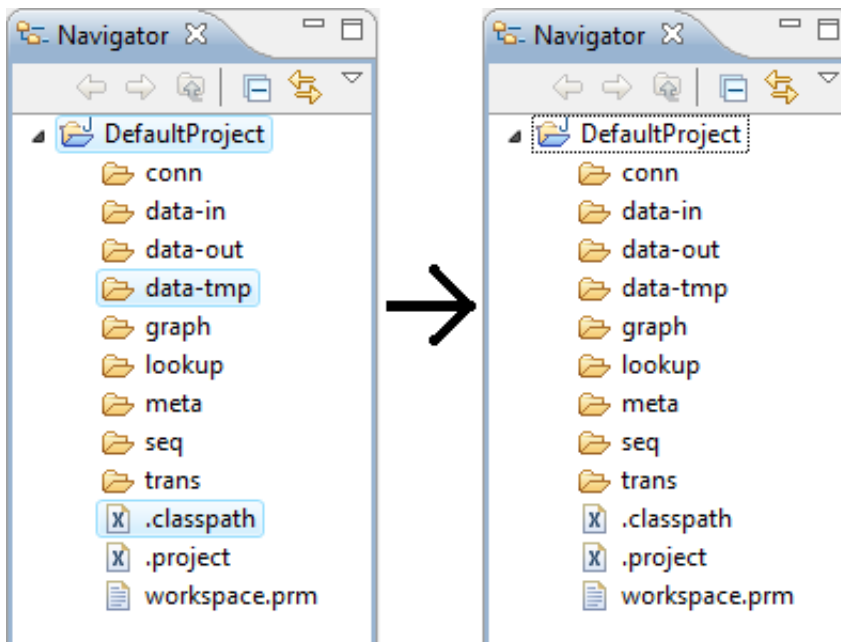 Navigator
DefaultProject
conn
data-in
data-out
data-tmp
graph
lookup
meta
seq
trans
.classpath
.project
workspace.prm
Navigator
DefaultProject
conn
data-in
data-out
data-tmp
graph
lookup
meta
seq
trans
.classpath
.project
workspace.prm